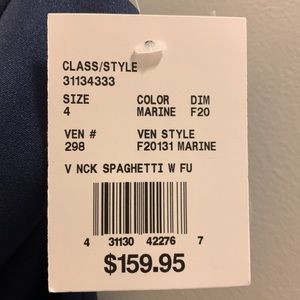 CLASS/STYLE
31134333
SIZE COLOR DIM
4 MARINE F20
VEN # VEN STYLE
298 F20131 MARINE
V NCK SPAGHETTI W FU
4 31130 42276 7
$159.95